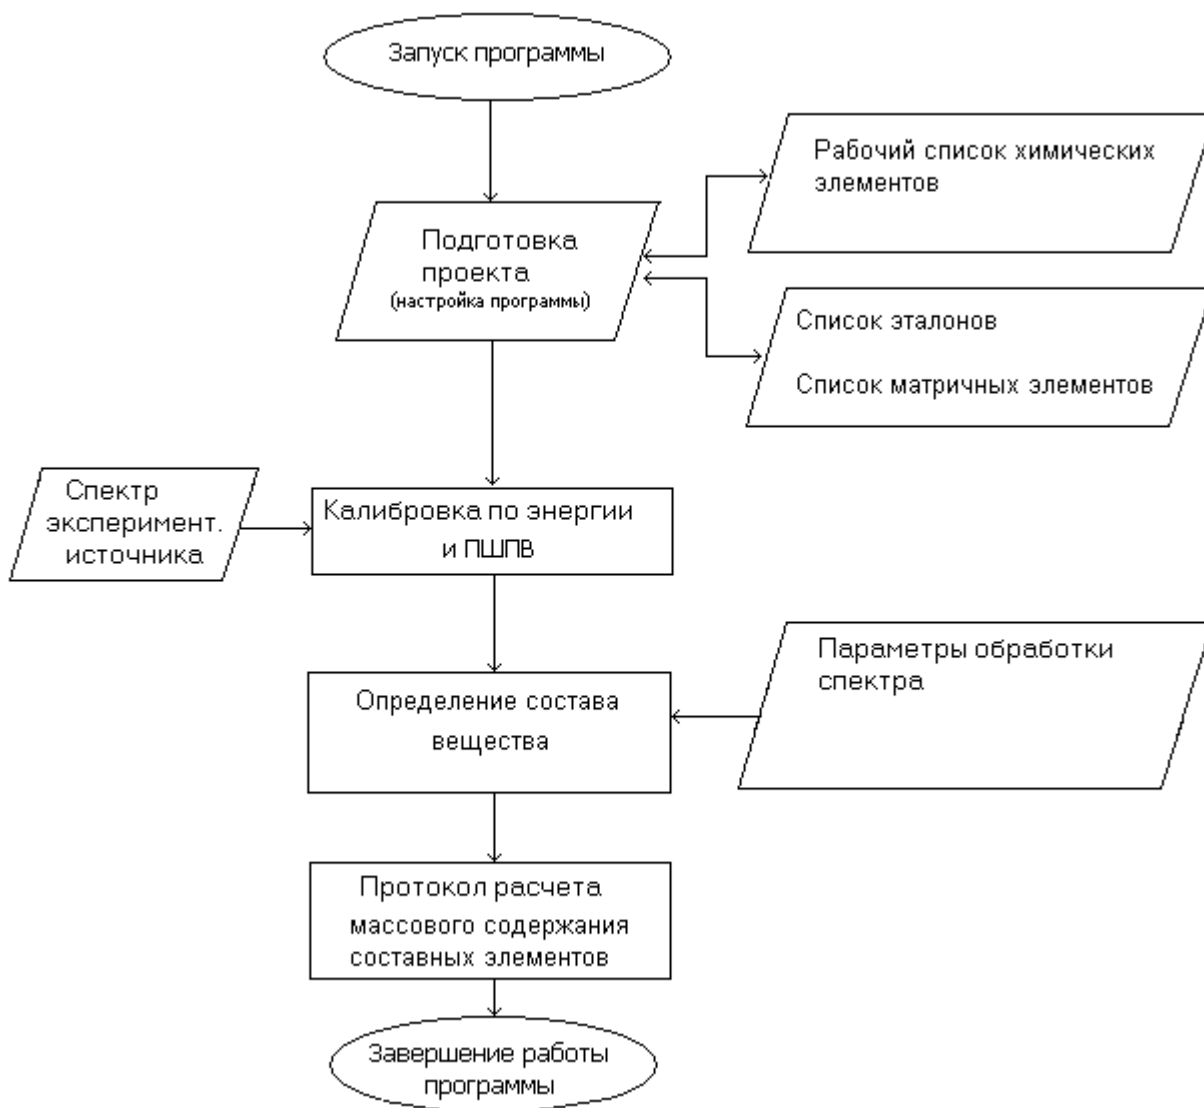 Запуск программы
Рабочий список химических
элементов
Подготовка
проекта
(настройка программы)
Список эталонов
Список матричных элементов
Спектр
эксперимент.
источника
Калибровка по энергии
и ПШПВ
Параметры обработки
спектра
Определение состава
вещества
Протокол расчета
массового содержания
составных элементов
Завершение работы
программы